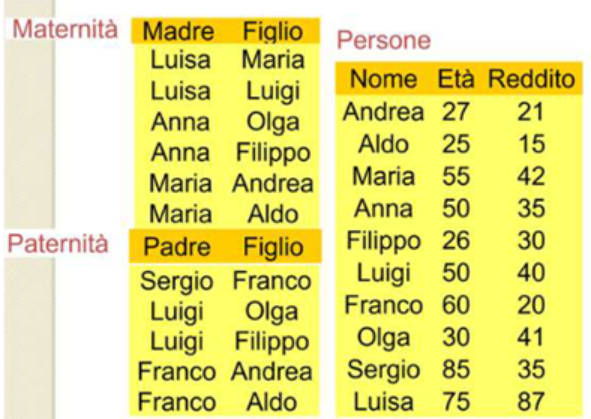 Maternità
Madre Figlio
Luisa Maria
Luisa Luigi
Anna Olga
Anna Filippo
Maria Andrea
Maria Aldo
Paternità
Padre Figlio
Sergio Franco
Luigi Olga
Luigi Filippo
Franco Andrea
Franco Aldo
Persone
Nome Età Reddito
Andrea 27 21
Aldo 25 15
Maria 55 42
Anna 50 35
Filippo 26 30
Luigi 50 40
Franco 60 20
Olga 30 41
Sergio 85 35
Luisa 75 87